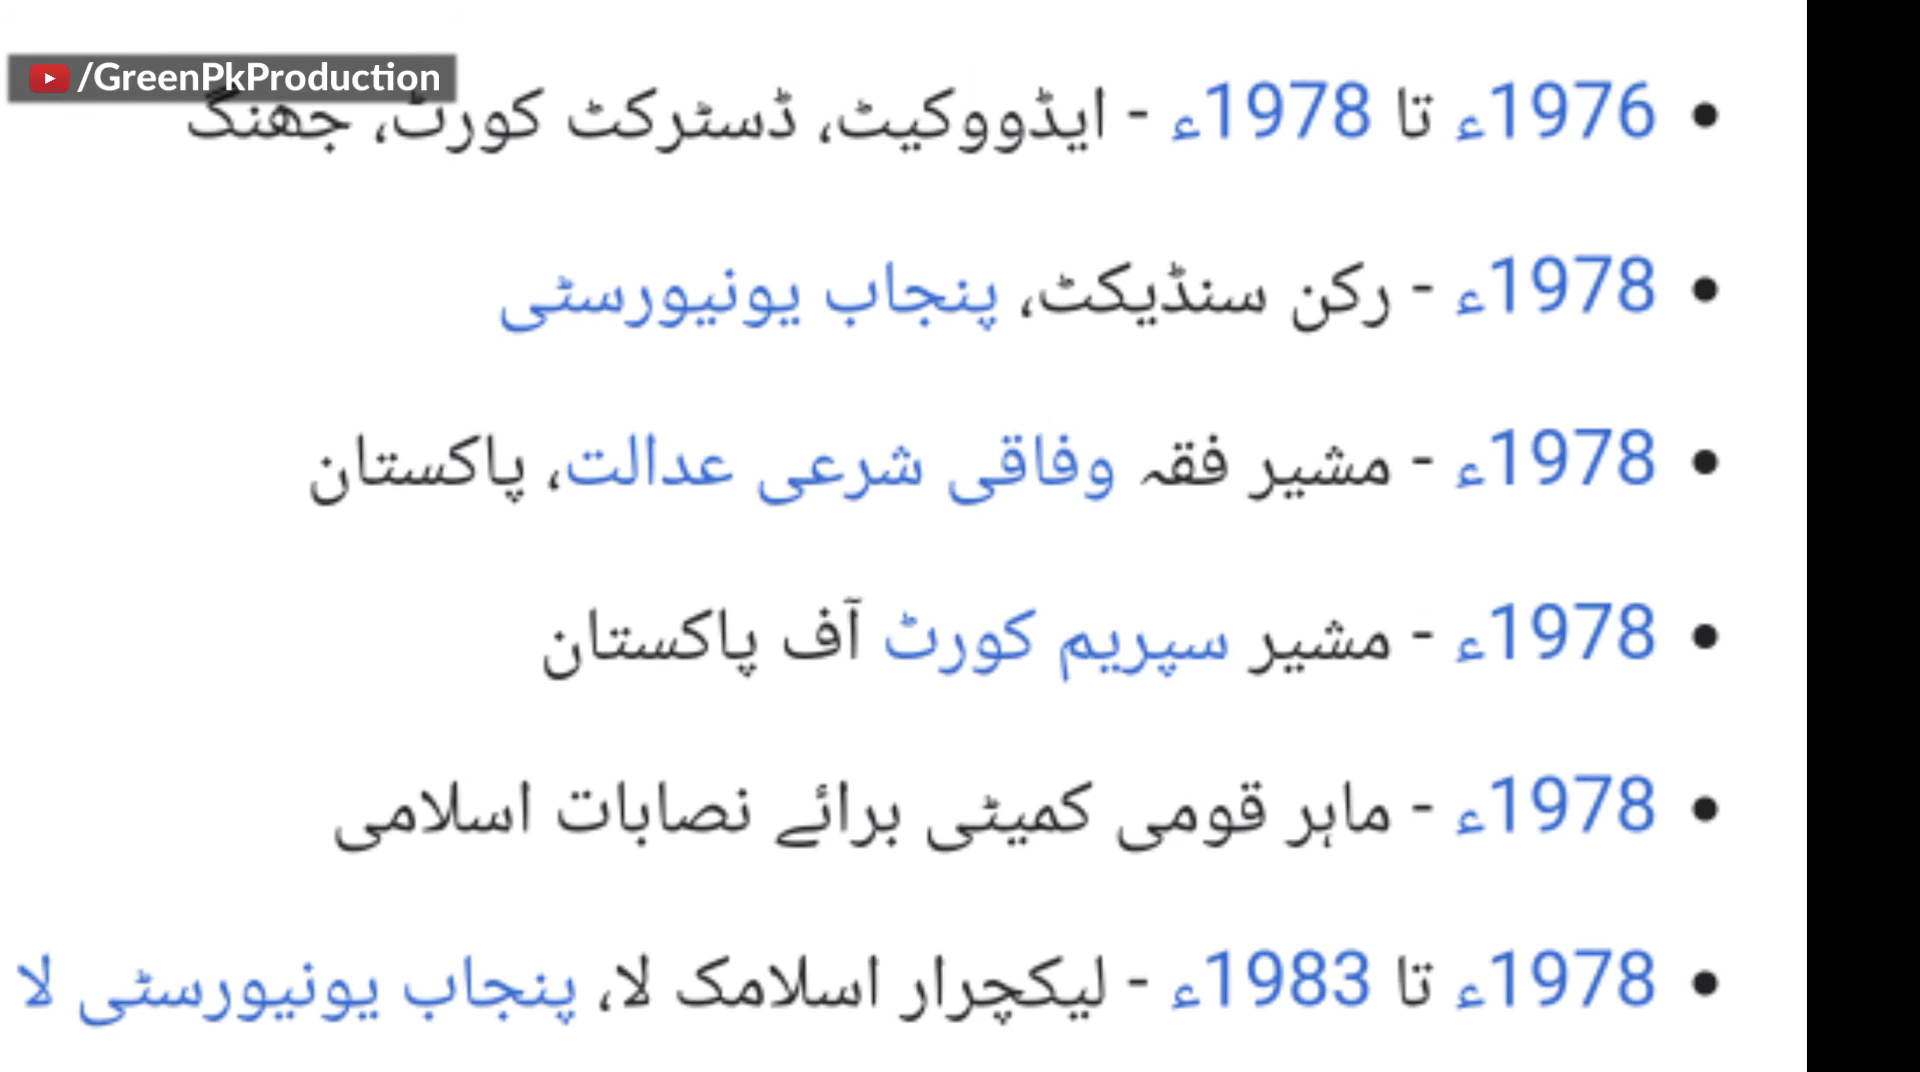 /GreenPkProduction
• 1976ء تا 1978ء - ایڈووکیٹ، ڈسٹرکٹ کورٹ، جھنگ
• 1978ء - رکن سنڈیکٹ، پنجاب یونیورسٹی
• 1978ء - مشیر فقہ وفاقی شرعی عدالت، پاکستان
• 1978ء - مشیر سپریم کورٹ آف پاکستان
• 1978ء - ماہر قومی کمیٹی برائے نصابات اسلامی
• 1978ء تا 1983ء - لیکچرار اسلامک لا، پنجاب یونیورسٹی لا